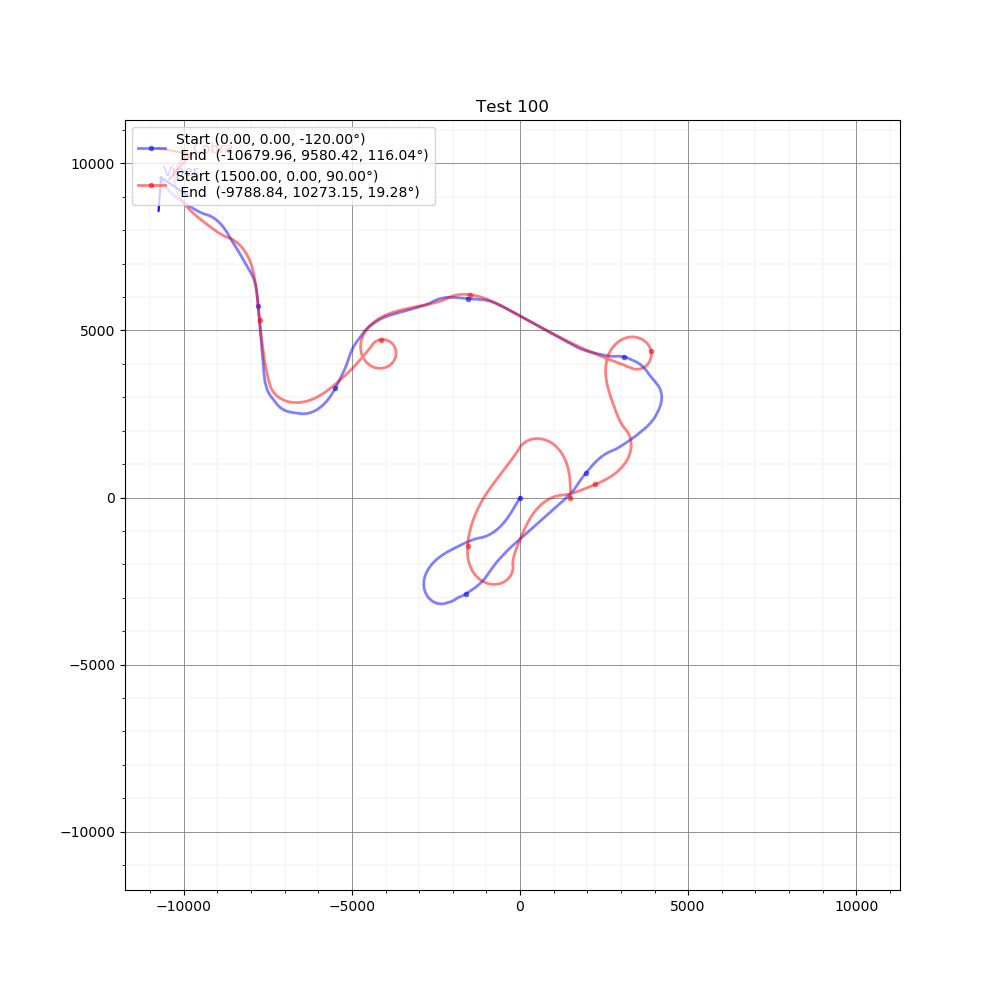 Test 100
Start (0.00, 0.00, -120.00°)
End (-10679.96, 9580.42, 116.04°)
Start (1500.00, 0.00, 90.00°)
End (-9788.84, 10273.15, 19.28°)
10000
5000
0
−5000
−10000
−10000
−5000
0
5000
10000